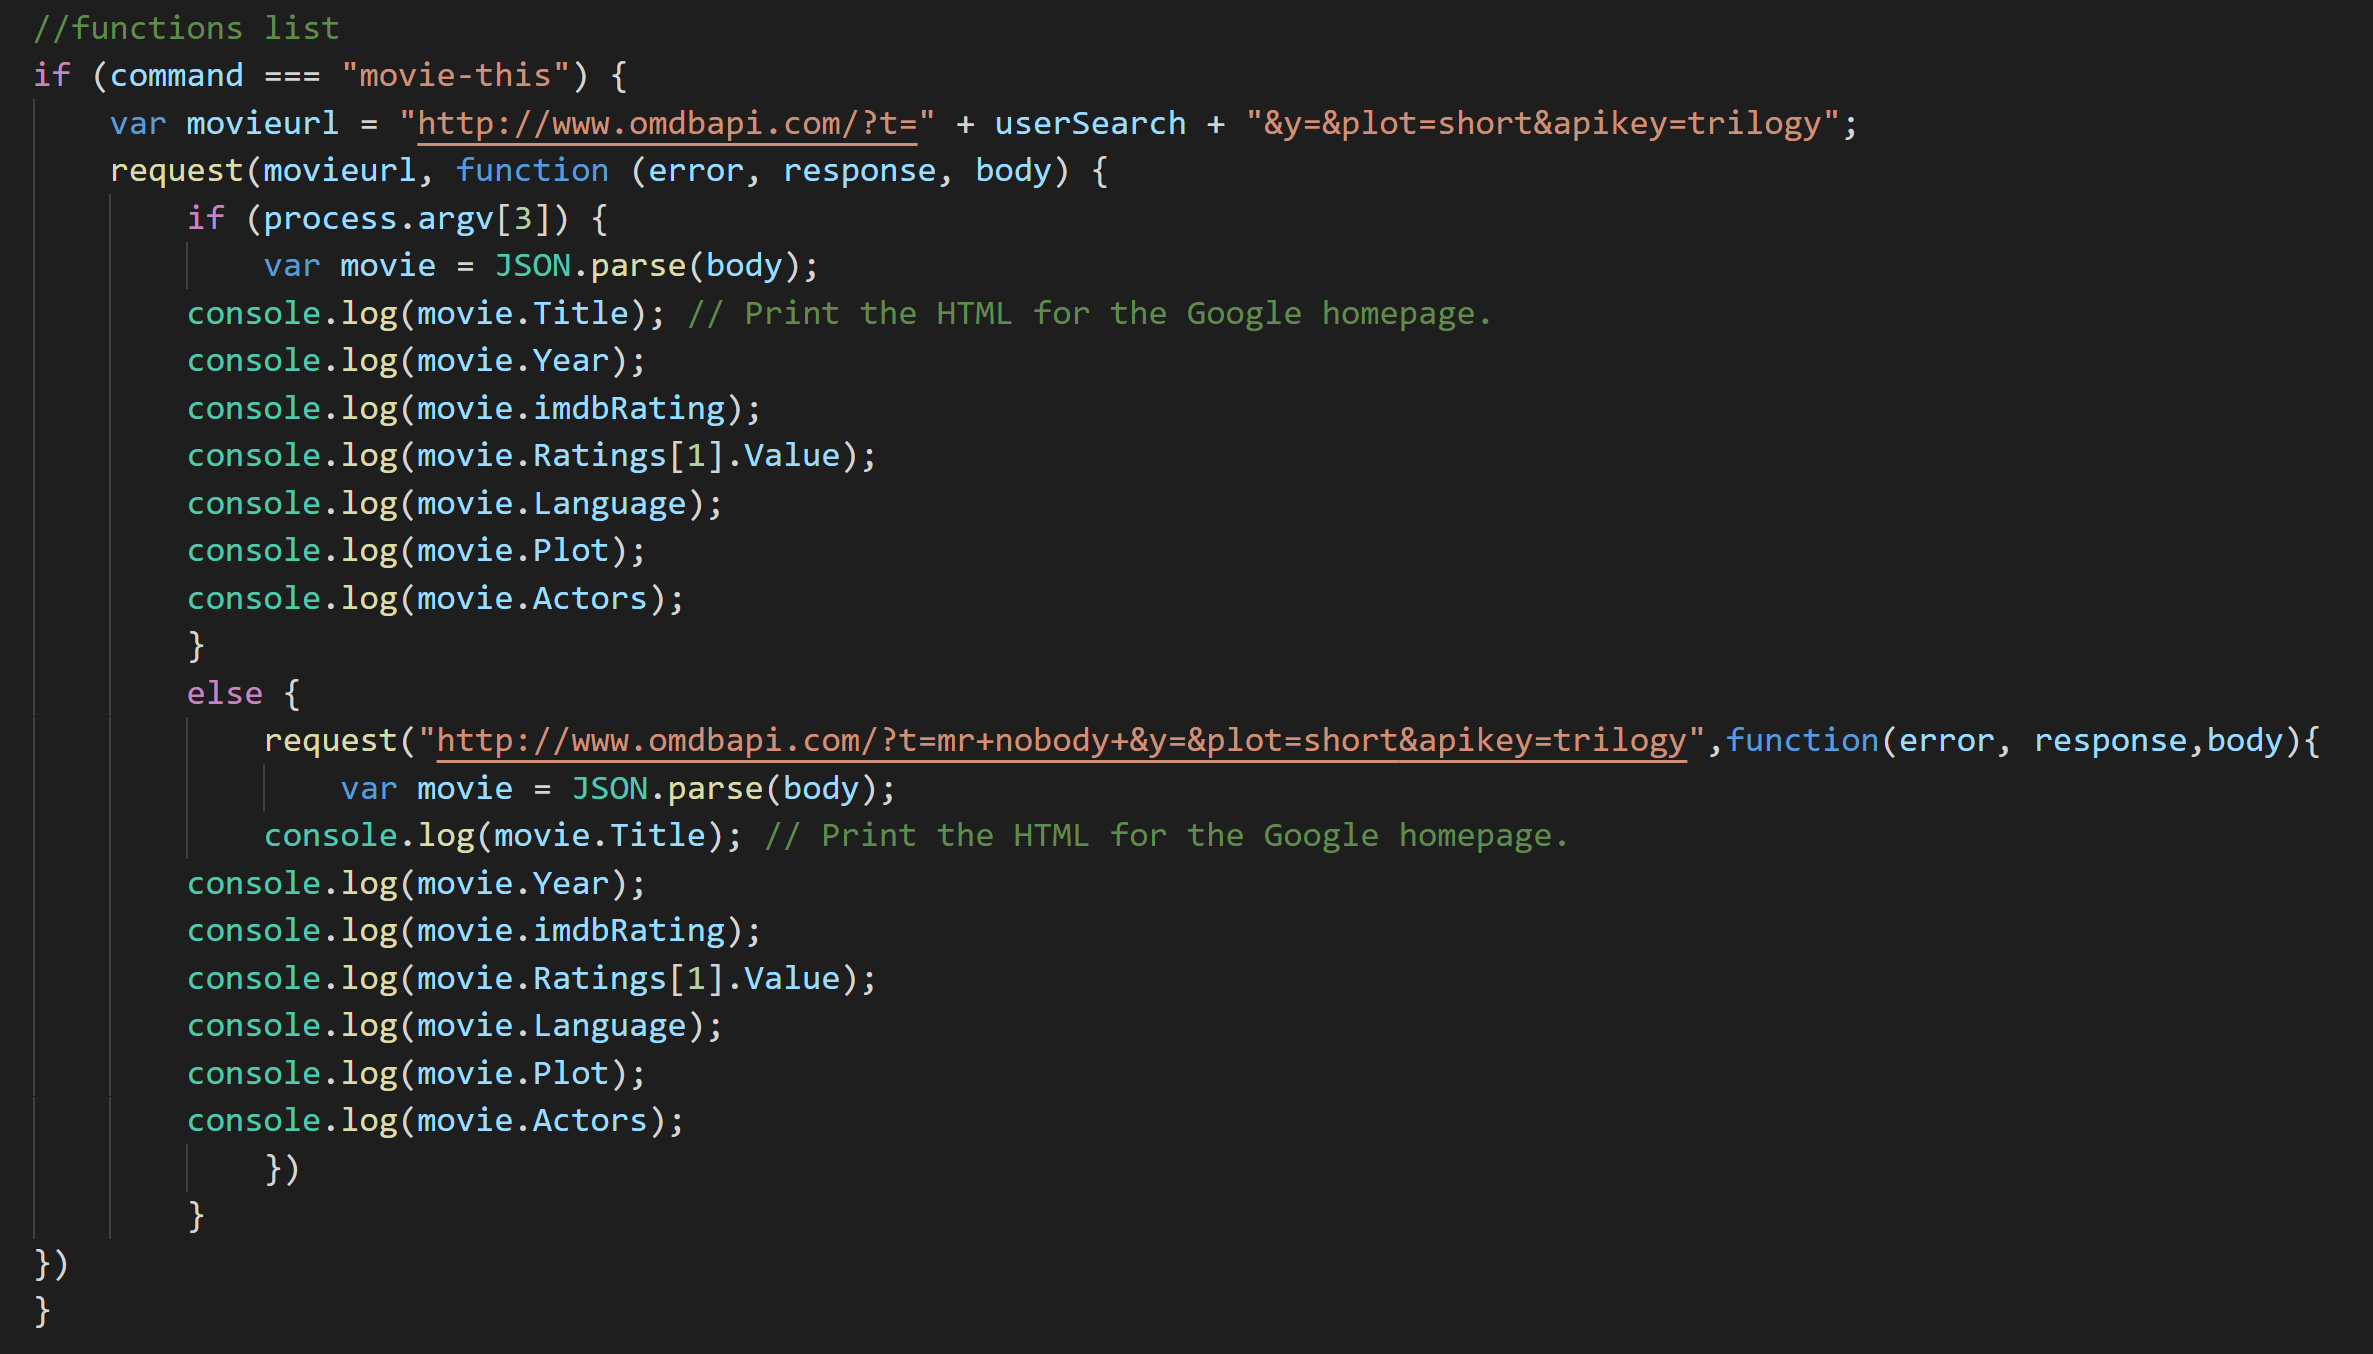 //functions list
if (command === "movie-this") {
    var movieurl = "http://www.omdbapi.com/?t=" + userSearch + "&y=&plot=short&apikey=trilogy";
    request(movieurl, function (error, response, body) {
        if (process.argv[3]) {
            var movie = JSON.parse(body);
        console.log(movie.Title); // Print the HTML for the Google homepage.
        console.log(movie.Year);
        console.log(movie.imdbRating);
        console.log(movie.Ratings[1].Value);
        console.log(movie.Language);
        console.log(movie.Plot);
        console.log(movie.Actors);
        }
        else {
            request("http://www.omdbapi.com/?t=mr+nobody+&y=&plot=short&apikey=trilogy",function(error, response,body){
                var movie = JSON.parse(body);
            console.log(movie.Title); // Print the HTML for the Google homepage.
        console.log(movie.Year);
        console.log(movie.imdbRating);
        console.log(movie.Ratings[1].Value);
        console.log(movie.Language);
        console.log(movie.Plot);
        console.log(movie.Actors);
            })
        }
})
}